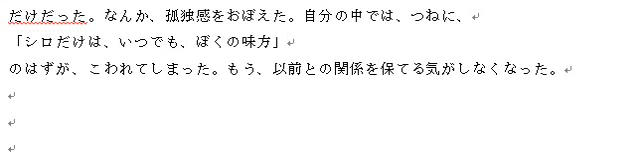 だけだった。なんか、孤独感をおぼえた。自分の中では、つねに、
「シロだけは、いつでも、ぼくの味方」
のはずが、こわれてしまった。もう、以前との関係を保てる気がしなくなった。